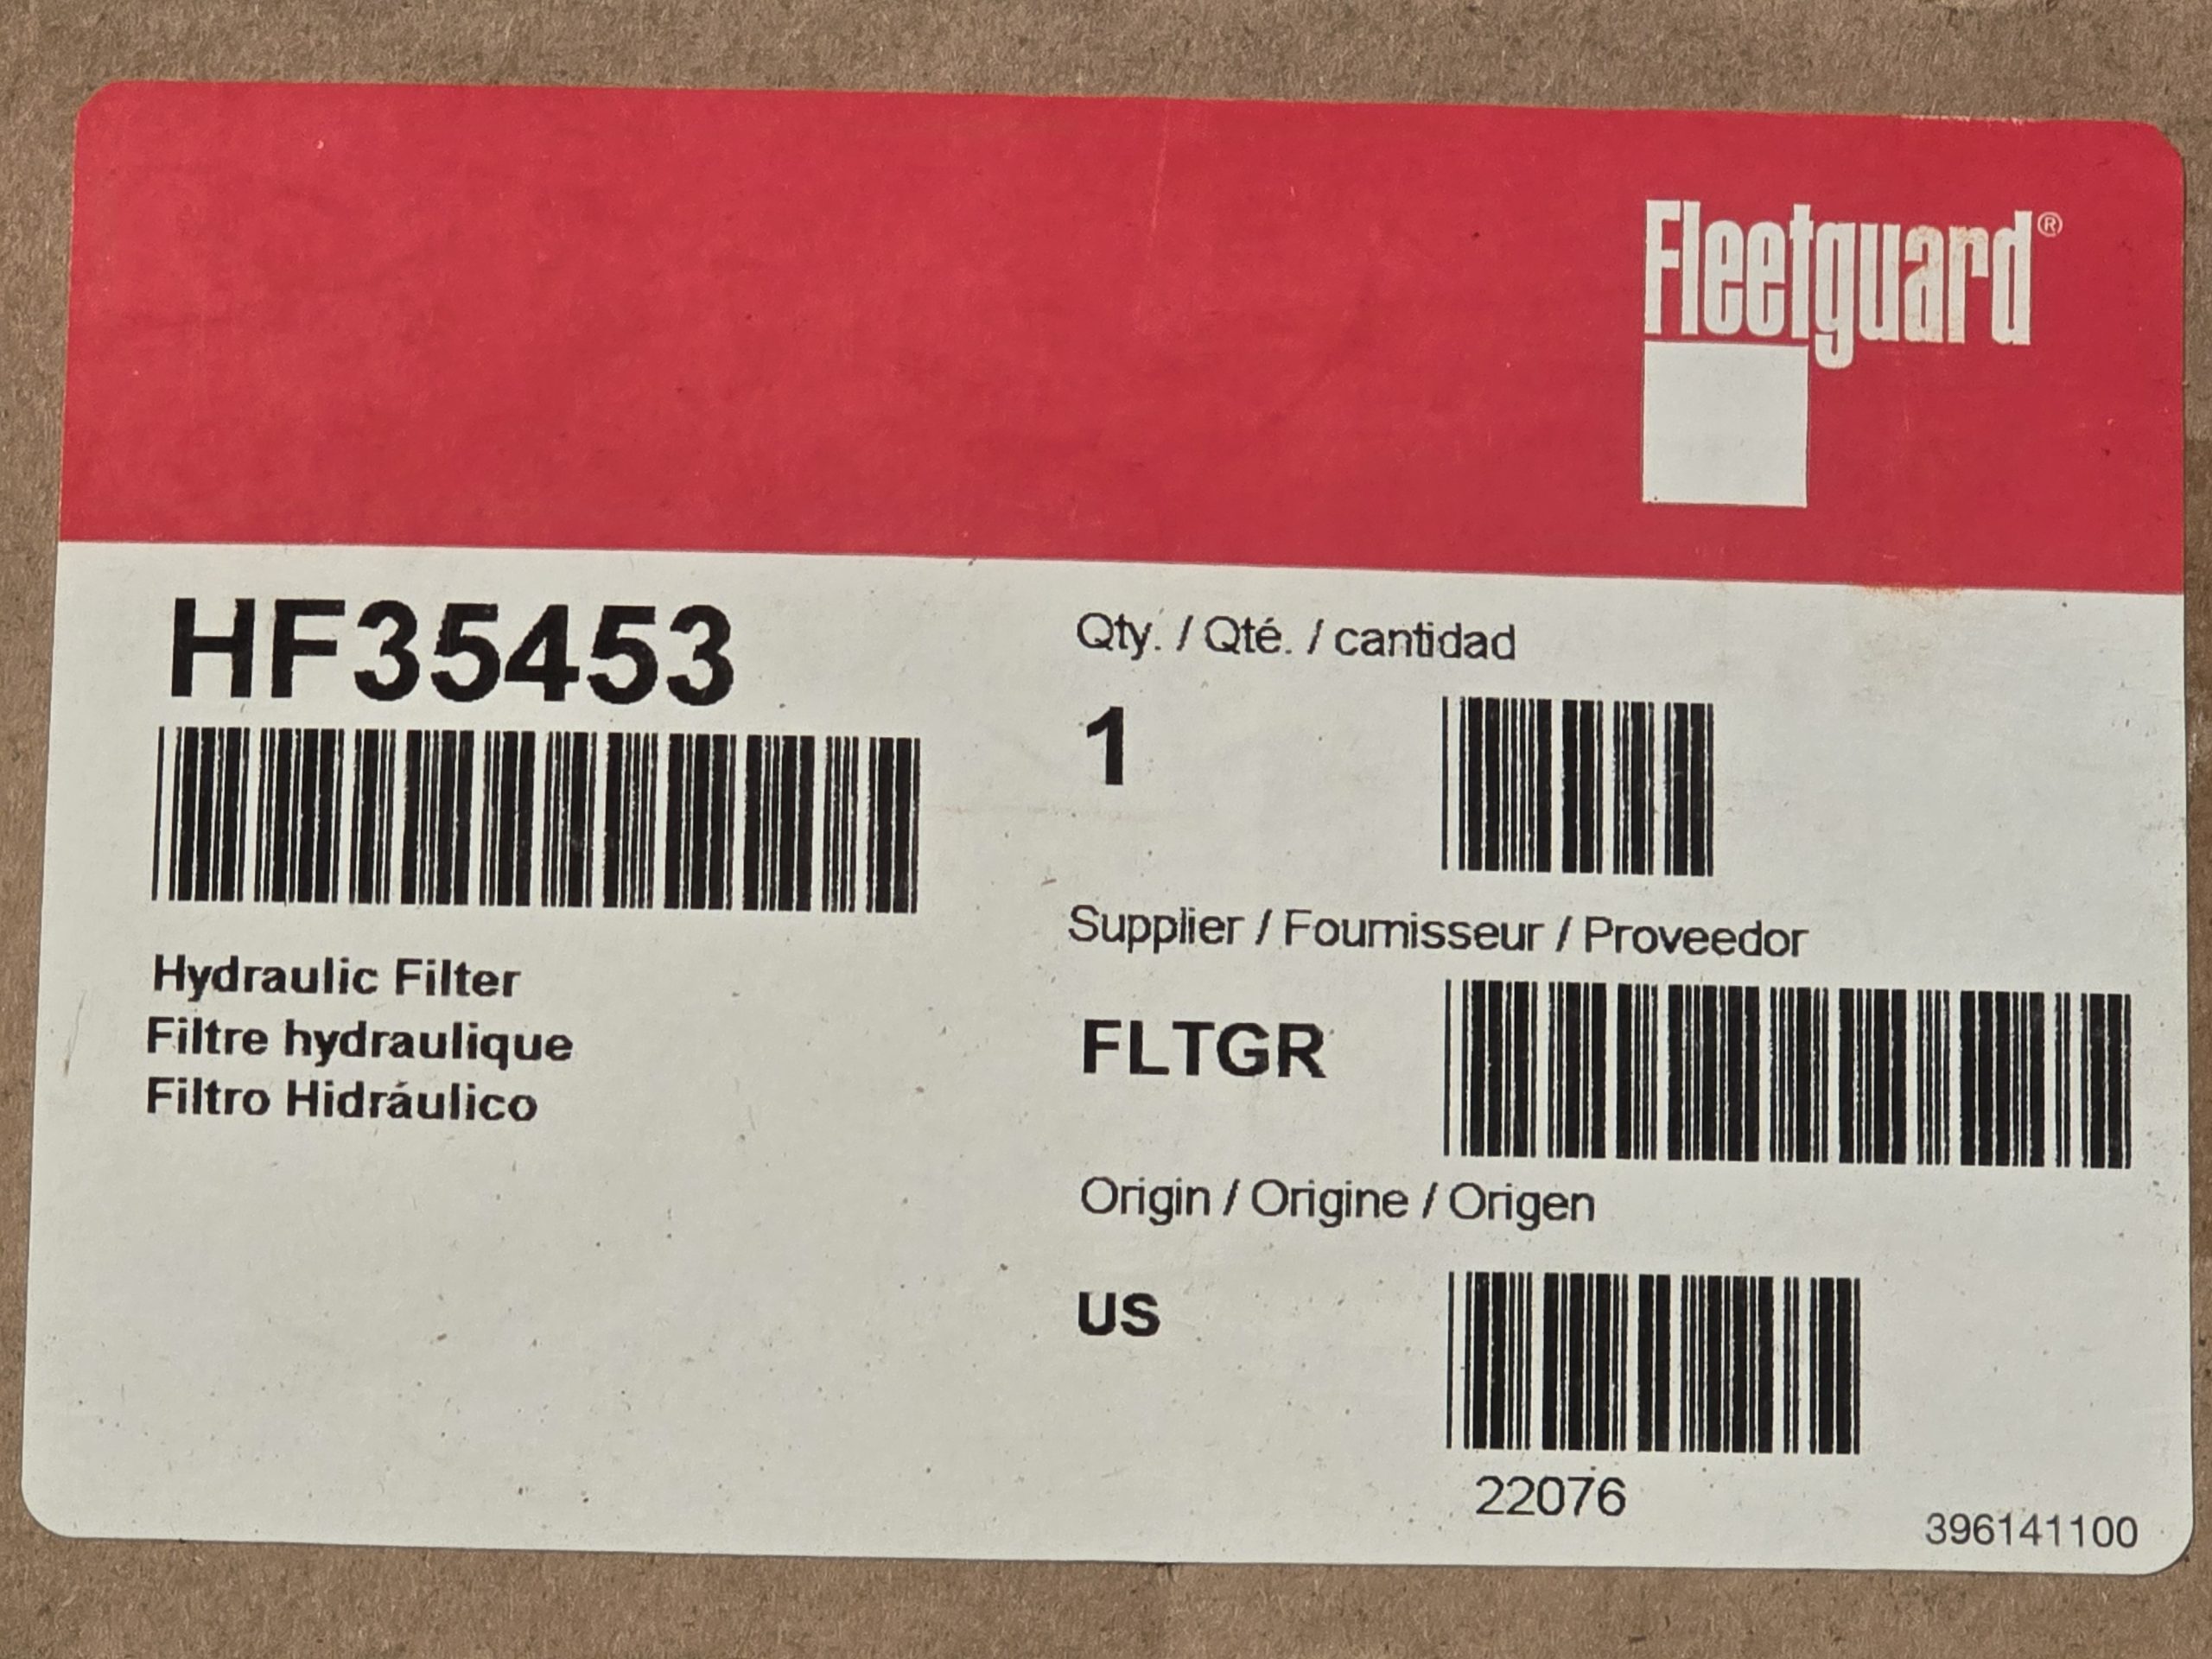 Fleetguard®
HF35453
Hydraulic Filter
Filtre hydraulique
Filtro Hidráulico
Qty. / Qté. / cantidad
1
Supplier / Fournisseur / Proveedor
FLTGR
Origin / Origine / Origen
US
22076
396141100